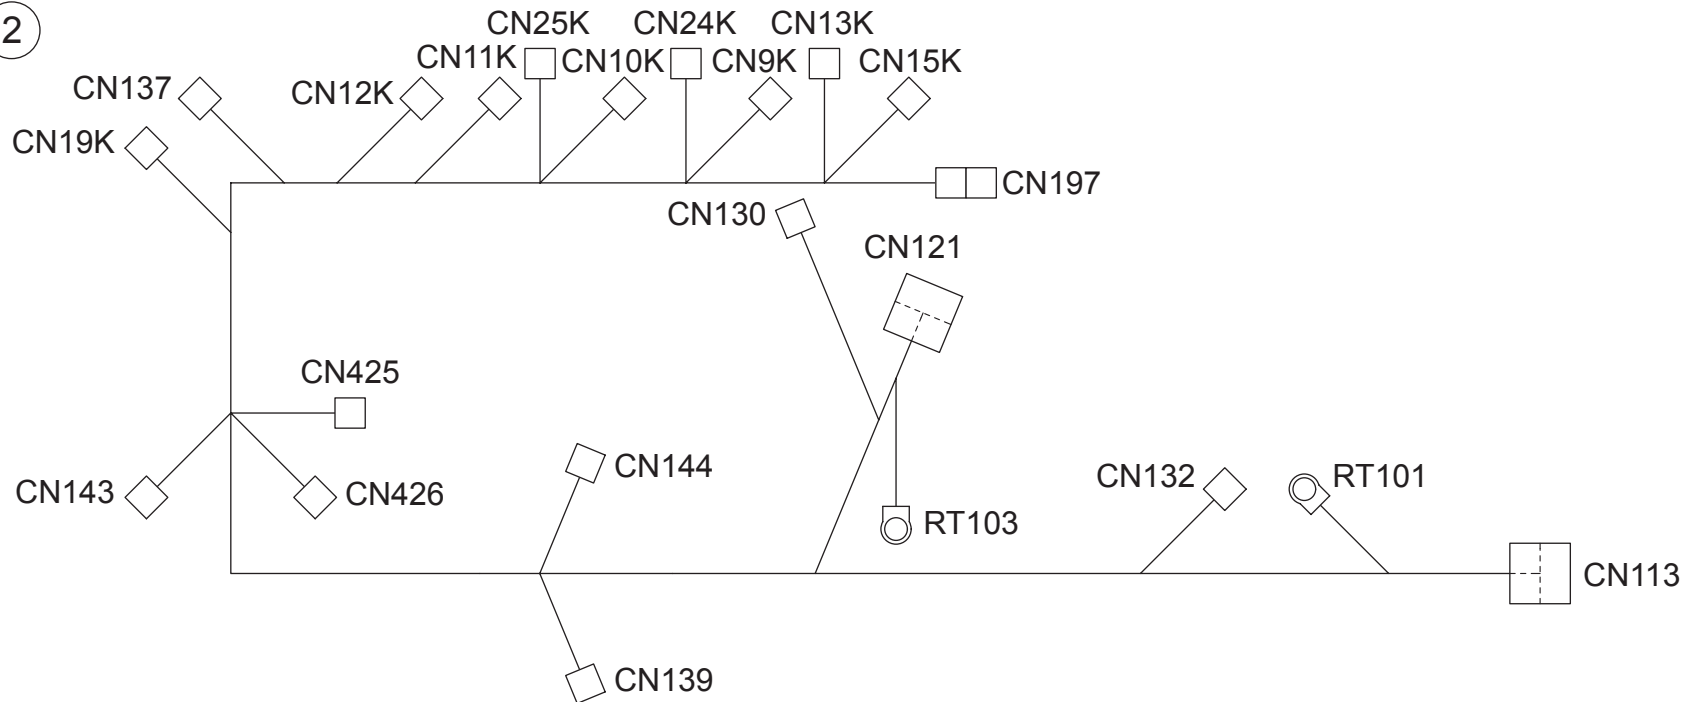 2
CN25K CN24K CN13K
CN11K CN10K CN9K CN15K
CN137 CN12K
CN19K
CN197
CN130
CN121
CN425
CN144
CN132 RT101
CN143 CN426
RT103
CN113
CN139